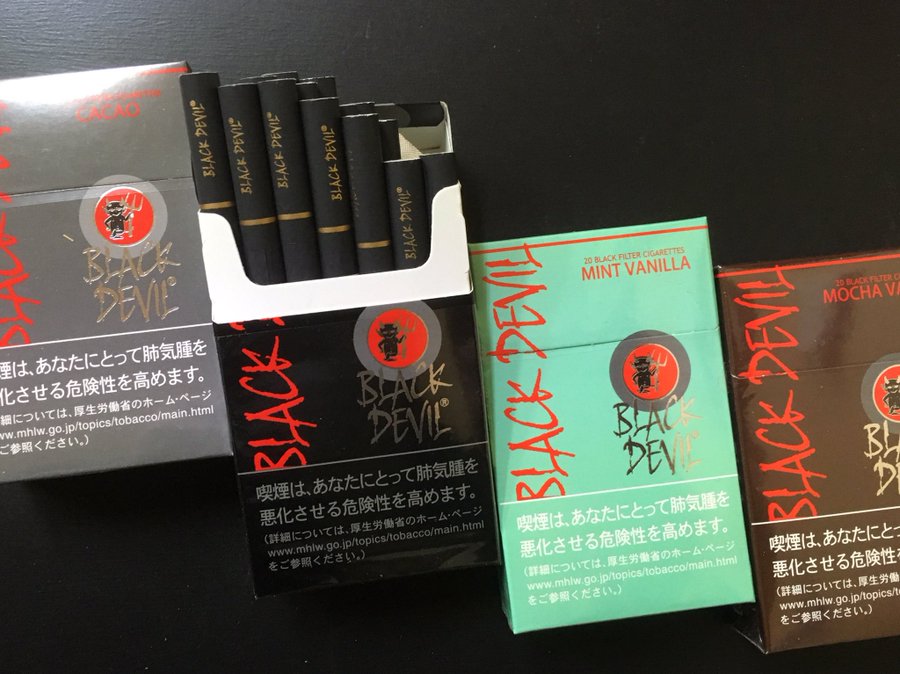 CACAO
BLACK
DEVIL
煙は、あなたにとって肺気腫を
化させる危険性を高めます。
詳細については、厚生労働省のホーム・ページ
www.mhlw.go.jp/topics/tobacco/main.html
ご参照ください。）
BLACK DEVIL®
BLACK DEVIL®
BLACK DEVIL®
BLACK DEVIL®
BLACK DEVIL®
BLACK
BLACK
DEVIL®
喫煙は、あなたにとって肺気腫を
悪化させる危険性を高めます。
（詳細については、厚生労働省のホーム・ページ
www.mhlw.go.jp/topics/tobacco/main.html
をご参照ください。）
20 BLACK FILTER CIGARETTES
MINT VANILLA
BLACK DEVIL
BLACK
DEVIL®
喫煙は、あなたにとって肺気腫を
悪化させる危険性を高めます。
（詳細については、厚生労働省のホーム・ページ
www.mhlw.go.jp/topics/tobacco/main.html
をご参照ください。）
20 BLACK FILTER CIGARETTES
MOCHA VA
BLACK DEVIL
喫煙は、あなたにとって
悪化させる危険性を高
（詳細については、厚生労働省
www.mhlw.go.jp/topics/toba
をご参照ください。）